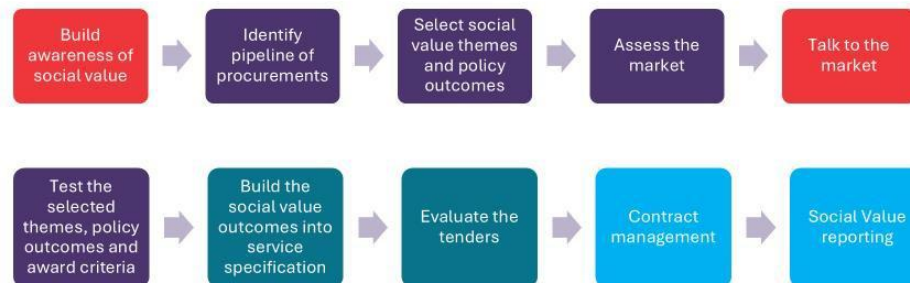 Build
awareness of
social value
Identify
pipeline of
procurements
Select social
value themes
and policy
outcomes
Assess the
market
Talk to the
market
Test the
selected
themes, policy
outcomes and
award criteria
Build the
social value
outcomes into
service
specification
Evaluate the
tenders
Contract
management
Social Value
reporting